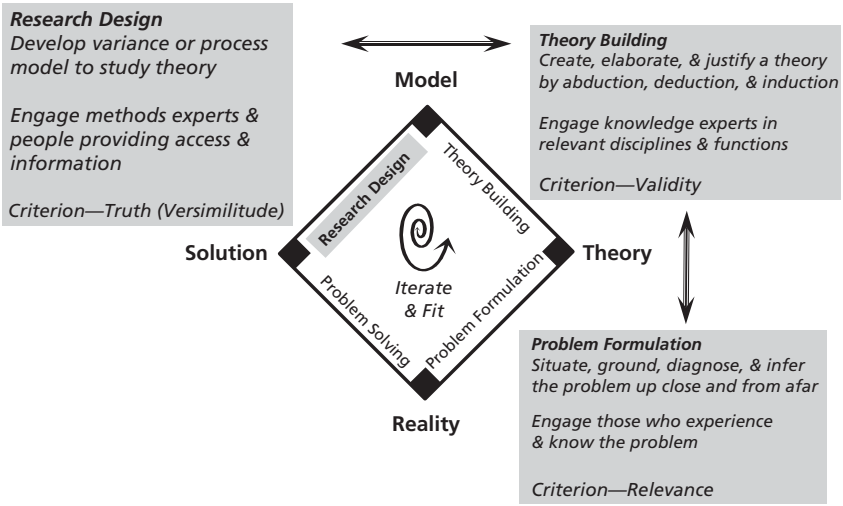 Research Design
Develop variance or process
model to study theory
Engage methods experts &
people providing access &
information
Criterion—Truth (Versimilitude)
Theory Building
Create, elaborate, & justify a theory
by abduction, deduction, & induction
Engage knowledge experts in
relevant disciplines & functions
Criterion—Validity
Model
Research Design
Theory Building
Solution
Theory
Iterate
& Fit
Problem Solving
Problem Formulation
Reality
Problem Formulation
Situate, ground, diagnose, & infer
the problem up close and from afar
Engage those who experience
& know the problem
Criterion—Relevance